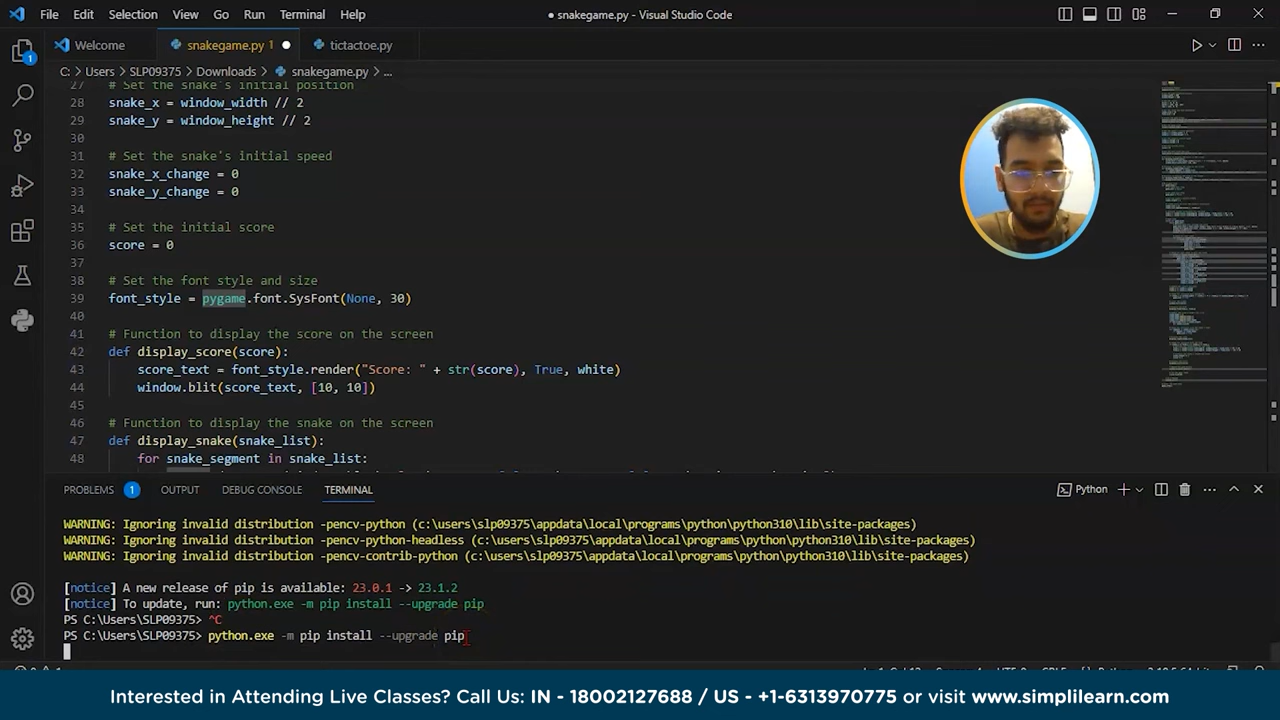 File Edit Selection View Go Run Terminal Help
● snakegame.py - Visual Studio Code
Welcome snakegame.py 1 ● tictactoe.py
C: > Users > SLP09375 > Downloads > snakegame.py > ...
27 # Set the snake's initial position
28 snake_x = window_width // 2
29 snake_y = window_height // 2
30
31 # Set the snake's initial speed
32 snake_x_change = 0
33 snake_y_change = 0
34
35 # Set the initial score
36 score = 0
37
38 # Set the font style and size
39 font_style = pygame.font.SysFont(None, 30)
40
41 # Function to display the score on the screen
42 def display_score(score):
43 score_text = font_style.render("Score: " + str(score), True, white)
44 window.blit(score_text, [10, 10])
45
46 # Function to display the snake on the screen
47 def display_snake(snake_list):
48 for snake_segment in snake_list:
PROBLEMS 1 OUTPUT DEBUG CONSOLE TERMINAL Python
WARNING: Ignoring invalid distribution -pencv-python (c:\users\slp09375\appdata\local\programs\python\python310\lib\site-packages)
WARNING: Ignoring invalid distribution -pencv-python-headless (c:\users\slp09375\appdata\local\programs\python\python310\lib\site-packages)
WARNING: Ignoring invalid distribution -pencv-contrib-python (c:\users\slp09375\appdata\local\programs\python\python310\lib\site-packages)
[notice] A new release of pip is available: 23.0.1 -> 23.1.2
[notice] To update, run: python.exe -m pip install --upgrade pip
PS C:\Users\SLP09375> ^C
PS C:\Users\SLP09375> python.exe -m pip install --upgrade pip
Interested in Attending Live Classes? Call Us: IN - 18002127688 / US - +1-6313970775 or visit www.simplilearn.com